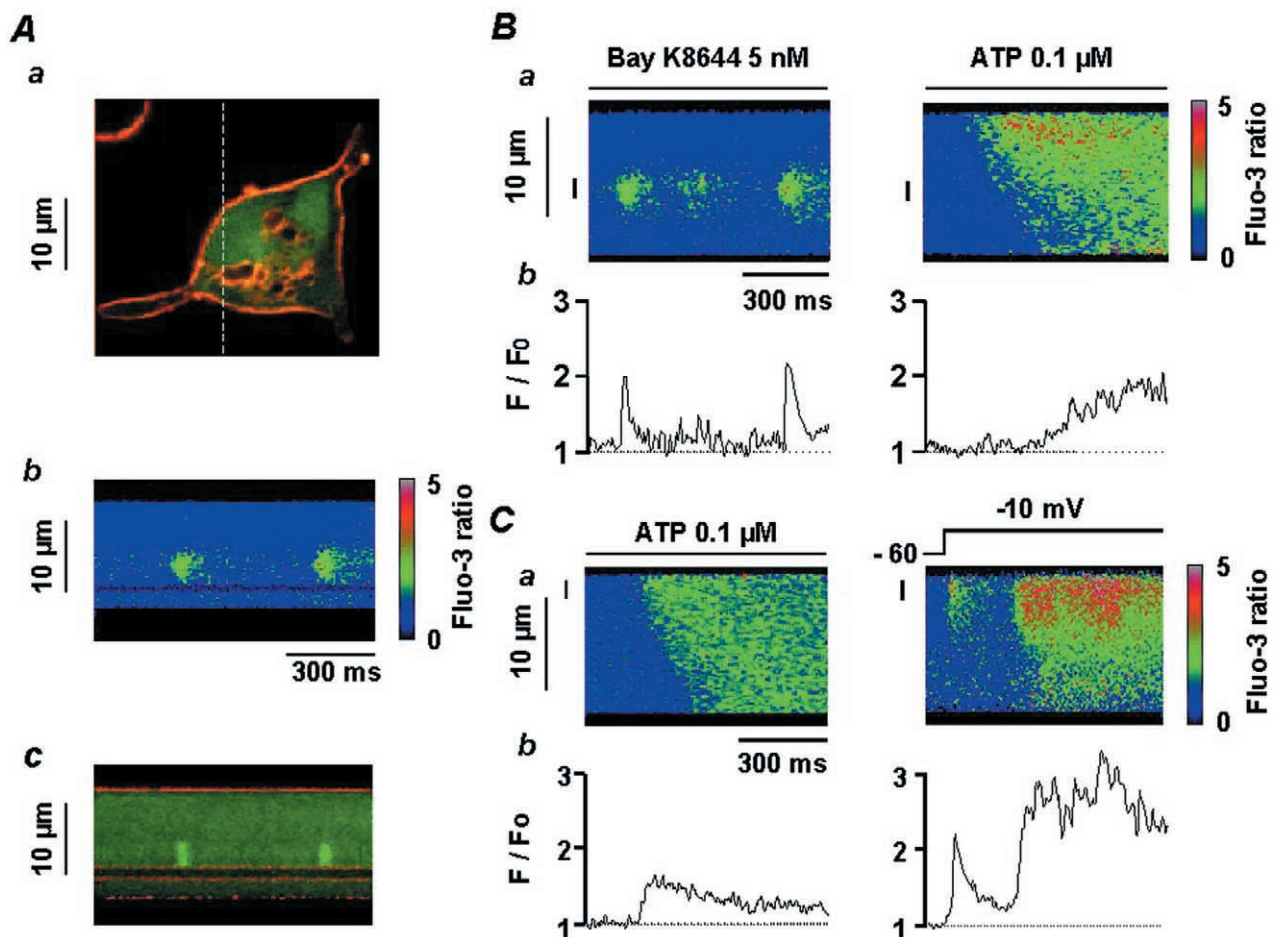 A
a
10 µm
b
10 µm
5
0
Fluo-3 ratio
300 ms
c
10 µm
B
Bay K8644 5 nM
ATP 0.1 µM
a
10 µm
5
0
Fluo-3 ratio
300 ms
b
3
2
1
F / F0
3
2
1
C
ATP 0.1 µM
-10 mV
- 60
a
10 µm
5
0
Fluo-3 ratio
300 ms
b
3
2
1
F / Fo
3
2
1